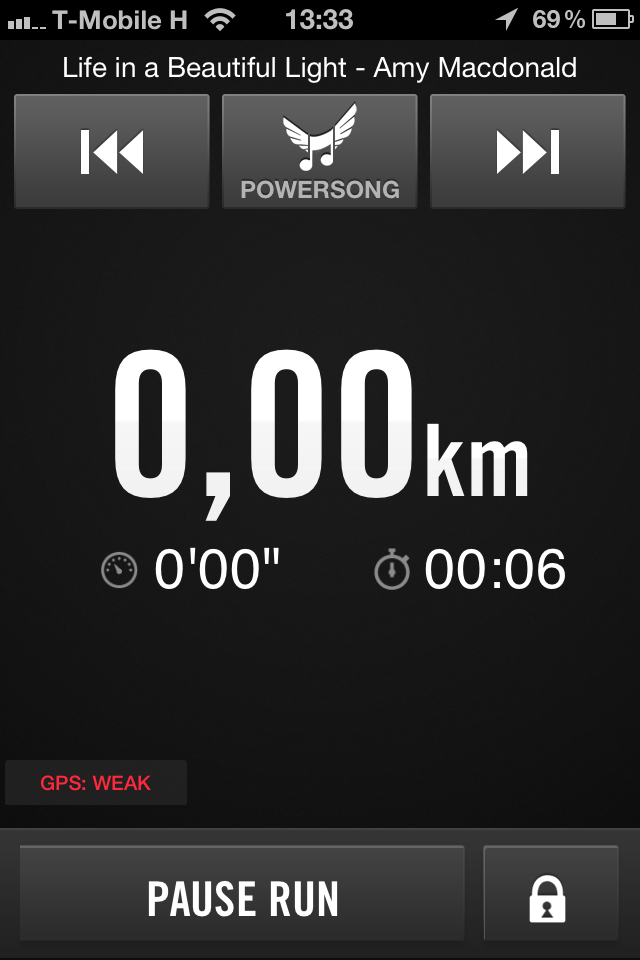 T-Mobile H 13:33 69 %
Life in a Beautiful Light - Amy Macdonald
POWERSONG
0,00km
0'00" 00:06
GPS: WEAK
PAUSE RUN